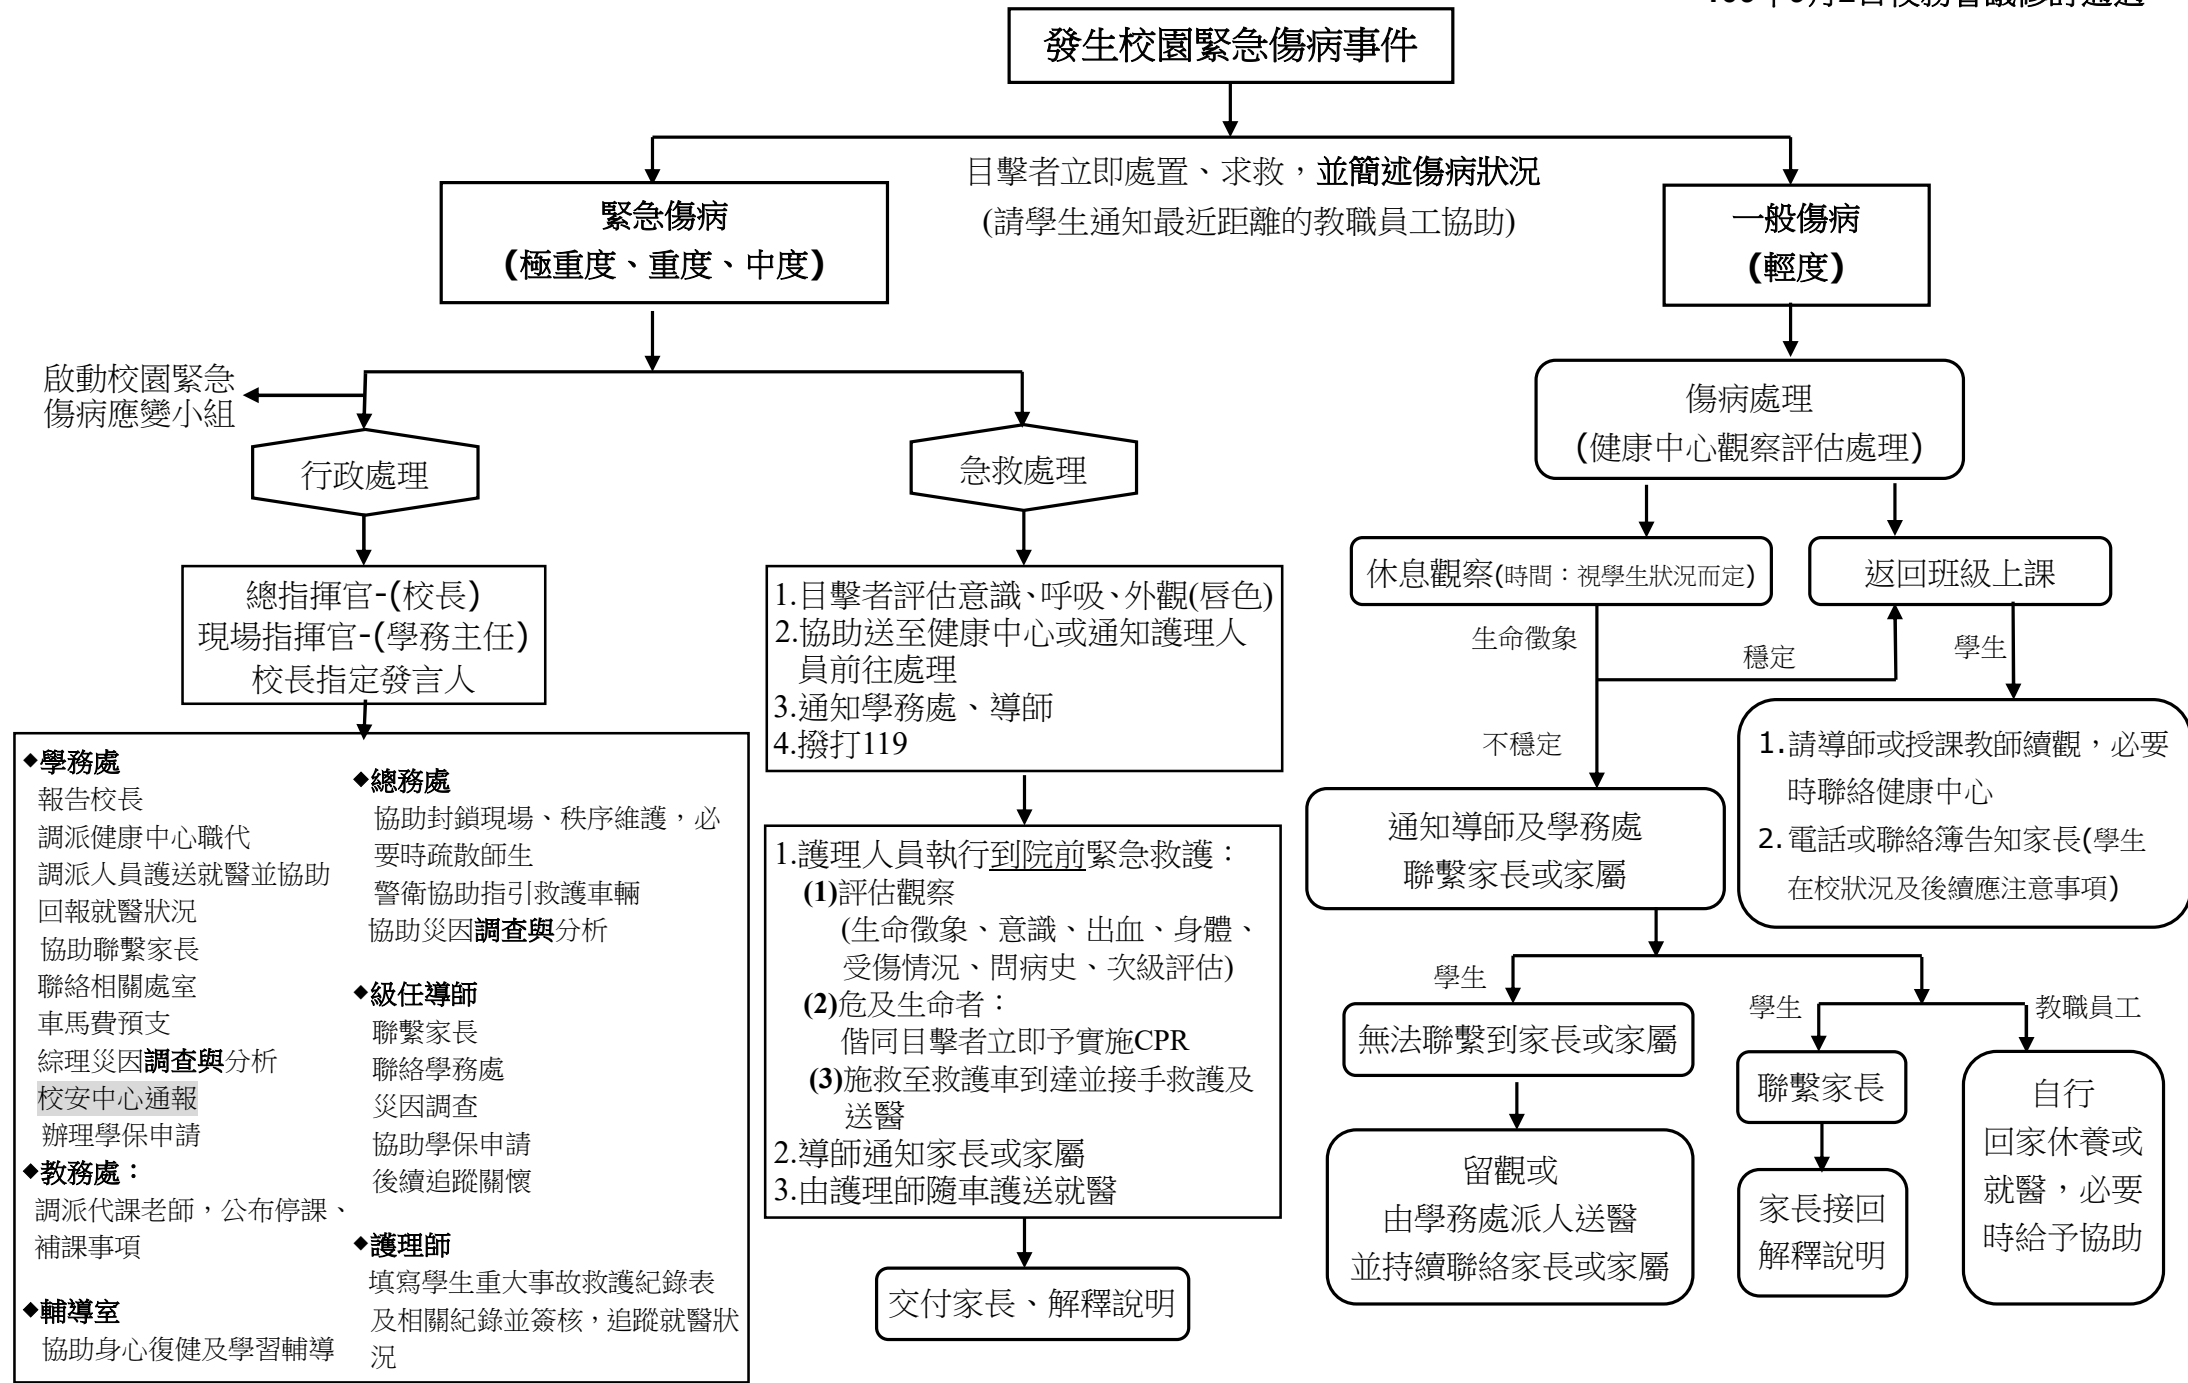 發生校園緊急傷病事件
目擊者立即處置、求救，並簡述傷病狀況
(請學生通知最近距離的教職員工協助)
緊急傷病
(極重度、重度、中度)
一般傷病
(輕度)
啟動校園緊急
傷病應變小組
行政處理
急救處理
傷病處理
(健康中心觀察評估處理)
總指揮官-(校長)
現場指揮官-(學務主任)
校長指定發言人
◆學務處
報告校長
調派健康中心職代
調派人員護送就醫並協助
回報就醫狀況
協助聯繫家長
聯絡相關處室
車馬費預支
綜理災因調查與分析
校安中心通報
辦理學保申請
◆教務處：
調派代課老師，公布停課、
補課事項
◆輔導室
協助身心復健及學習輔導
◆總務處
協助封鎖現場、秩序維護，必
要時疏散師生
警衛協助指引救護車輛
協助災因調查與分析
◆級任導師
聯繫家長
聯絡學務處
災因調查
協助學保申請
後續追蹤關懷
◆護理師
填寫學生重大事故救護紀錄表
及相關紀錄並簽核，追蹤就醫狀
況
1.目擊者評估意識、呼吸、外觀(唇色)
2.協助送至健康中心或通知護理人
員前往處理
3.通知學務處、導師
4.撥打119
1.護理人員執行到院前緊急救護：
(1)評估觀察
(生命徵象、意識、出血、身體、
受傷情況、問病史、次級評估)
(2)危及生命者：
偕同目擊者立即予實施CPR
(3)施救至救護車到達並接手救護及
送醫
2.導師通知家長或家屬
3.由護理師隨車護送就醫
交付家長、解釋說明
休息觀察(時間：視學生狀況而定)
返回班級上課
生命徵象
穩定
學生
不穩定
1.請導師或授課教師續觀，必要
時聯絡健康中心
2.電話或聯絡簿告知家長(學生
在校狀況及後續應注意事項)
通知導師及學務處
聯繫家長或家屬
學生
學生
教職員工
無法聯繫到家長或家屬
聯繫家長
自行
回家休養或
就醫，必要
時給予協助
留觀或
由學務處派人送醫
並持續聯絡家長或家屬
家長接回
解釋說明